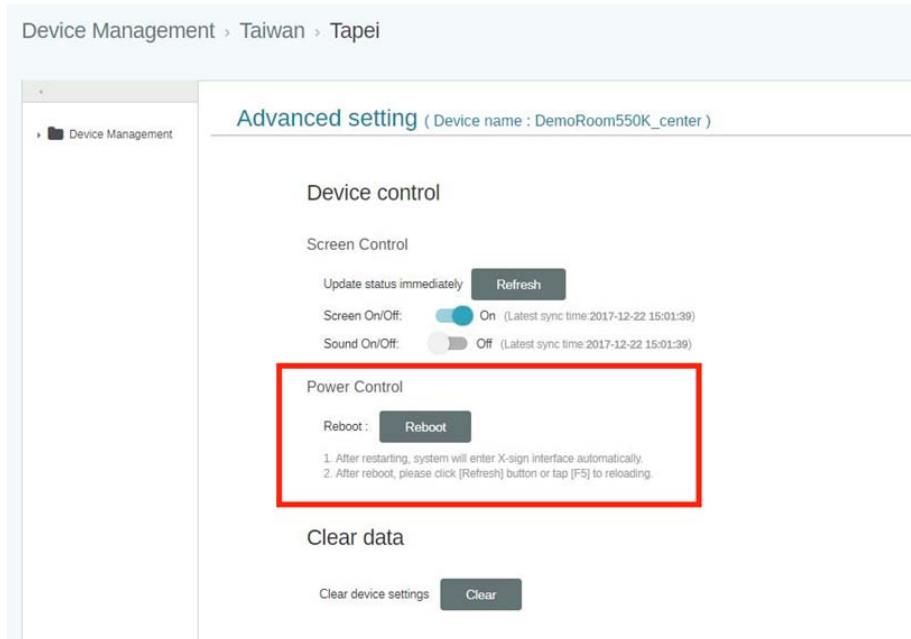 Device Management › Taiwan › Tapei
Device Management
Advanced setting ( Device name : DemoRoom550K_center )
Device control
Screen Control
Update status immediately Refresh
Screen On/Off: On (Latest sync time:2017-12-22 15:01:39)
Sound On/Off: Off (Latest sync time:2017-12-22 15:01:39)
Power Control
Reboot : Reboot
1. After restarting, system will enter X-sign interface automatically.
2. After reboot, please click [Refresh] button or tap [F5] to reloading.
Clear data
Clear device settings Clear